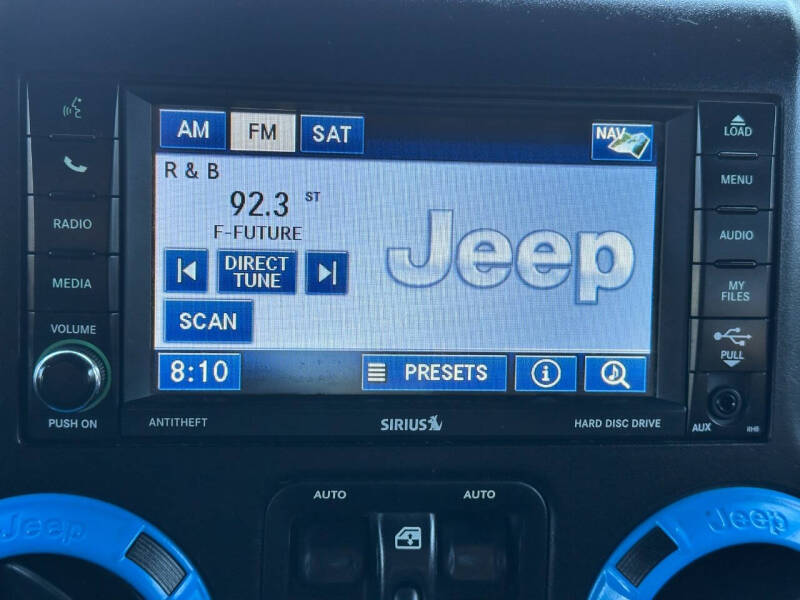 AM FM SAT NAV
R & B
92.3 ST
F-FUTURE
DIRECT
TUNE
SCAN
Jeep
8:10 PRESETS
RADIO
MEDIA
VOLUME
PUSH ON
LOAD
MENU
AUDIO
MY
FILES
PULL
AUX RHB
ANTITHEFT SIRIUS HARD DISC DRIVE
AUTO AUTO
Jeep Jeep